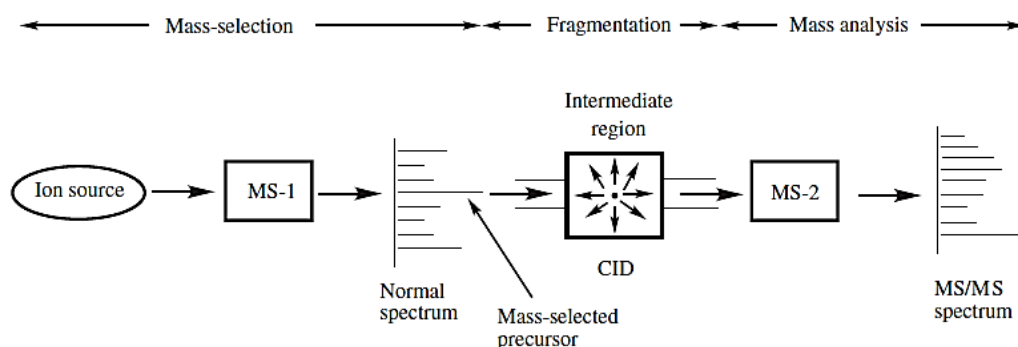 Mass-selection
Fragmentation
Mass analysis
Intermediate
region
Ion source
MS-1
MS-2
CID
Normal
spectrum
Mass-selected
precursor
MS/MS
spectrum